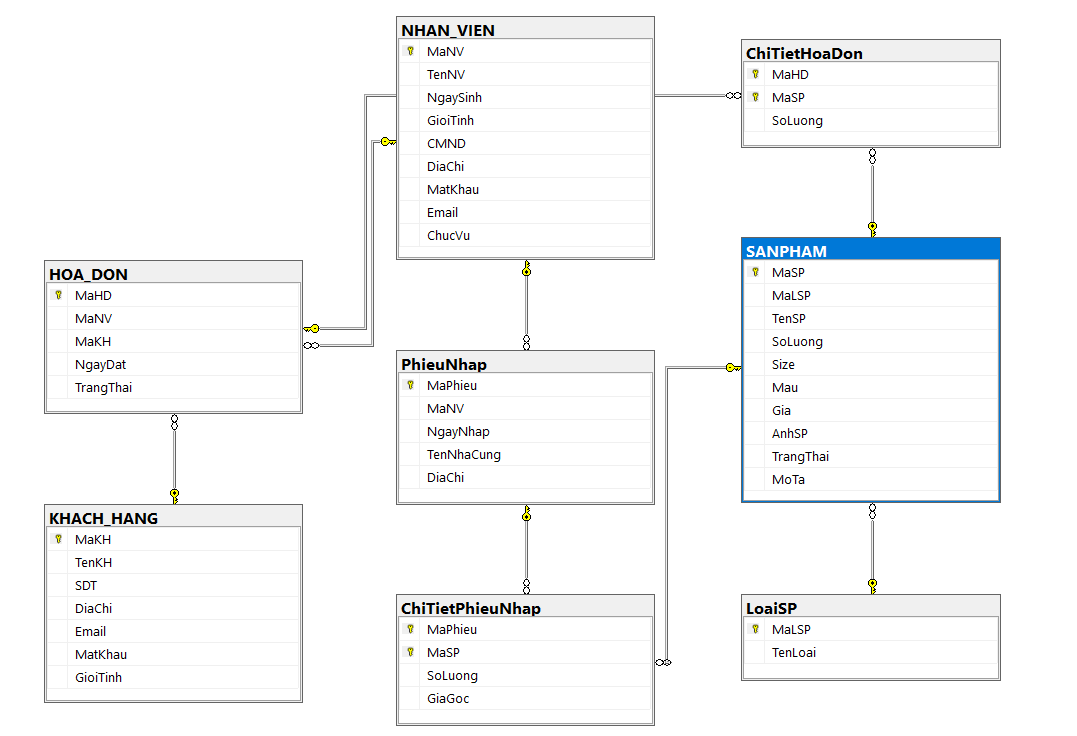 NHAN_VIEN
MaNV
TenNV
NgaySinh
GioiTinh
CMND
DiaChi
MatKhau
Email
ChucVu
ChiTietHoaDon
MaHD
MaSP
SoLuong
HOA_DON
MaHD
MaNV
MaKH
NgayDat
TrangThai
SANPHAM
MaSP
MaLSP
TenSP
SoLuong
Size
Mau
Gia
AnhSP
TrangThai
MoTa
PhieuNhap
MaPhieu
MaNV
NgayNhap
TenNhaCung
DiaChi
KHACH_HANG
MaKH
TenKH
SDT
DiaChi
Email
MatKhau
GioiTinh
ChiTietPhieuNhap
MaPhieu
MaSP
SoLuong
GiaGoc
LoaiSP
MaLSP
TenLoai